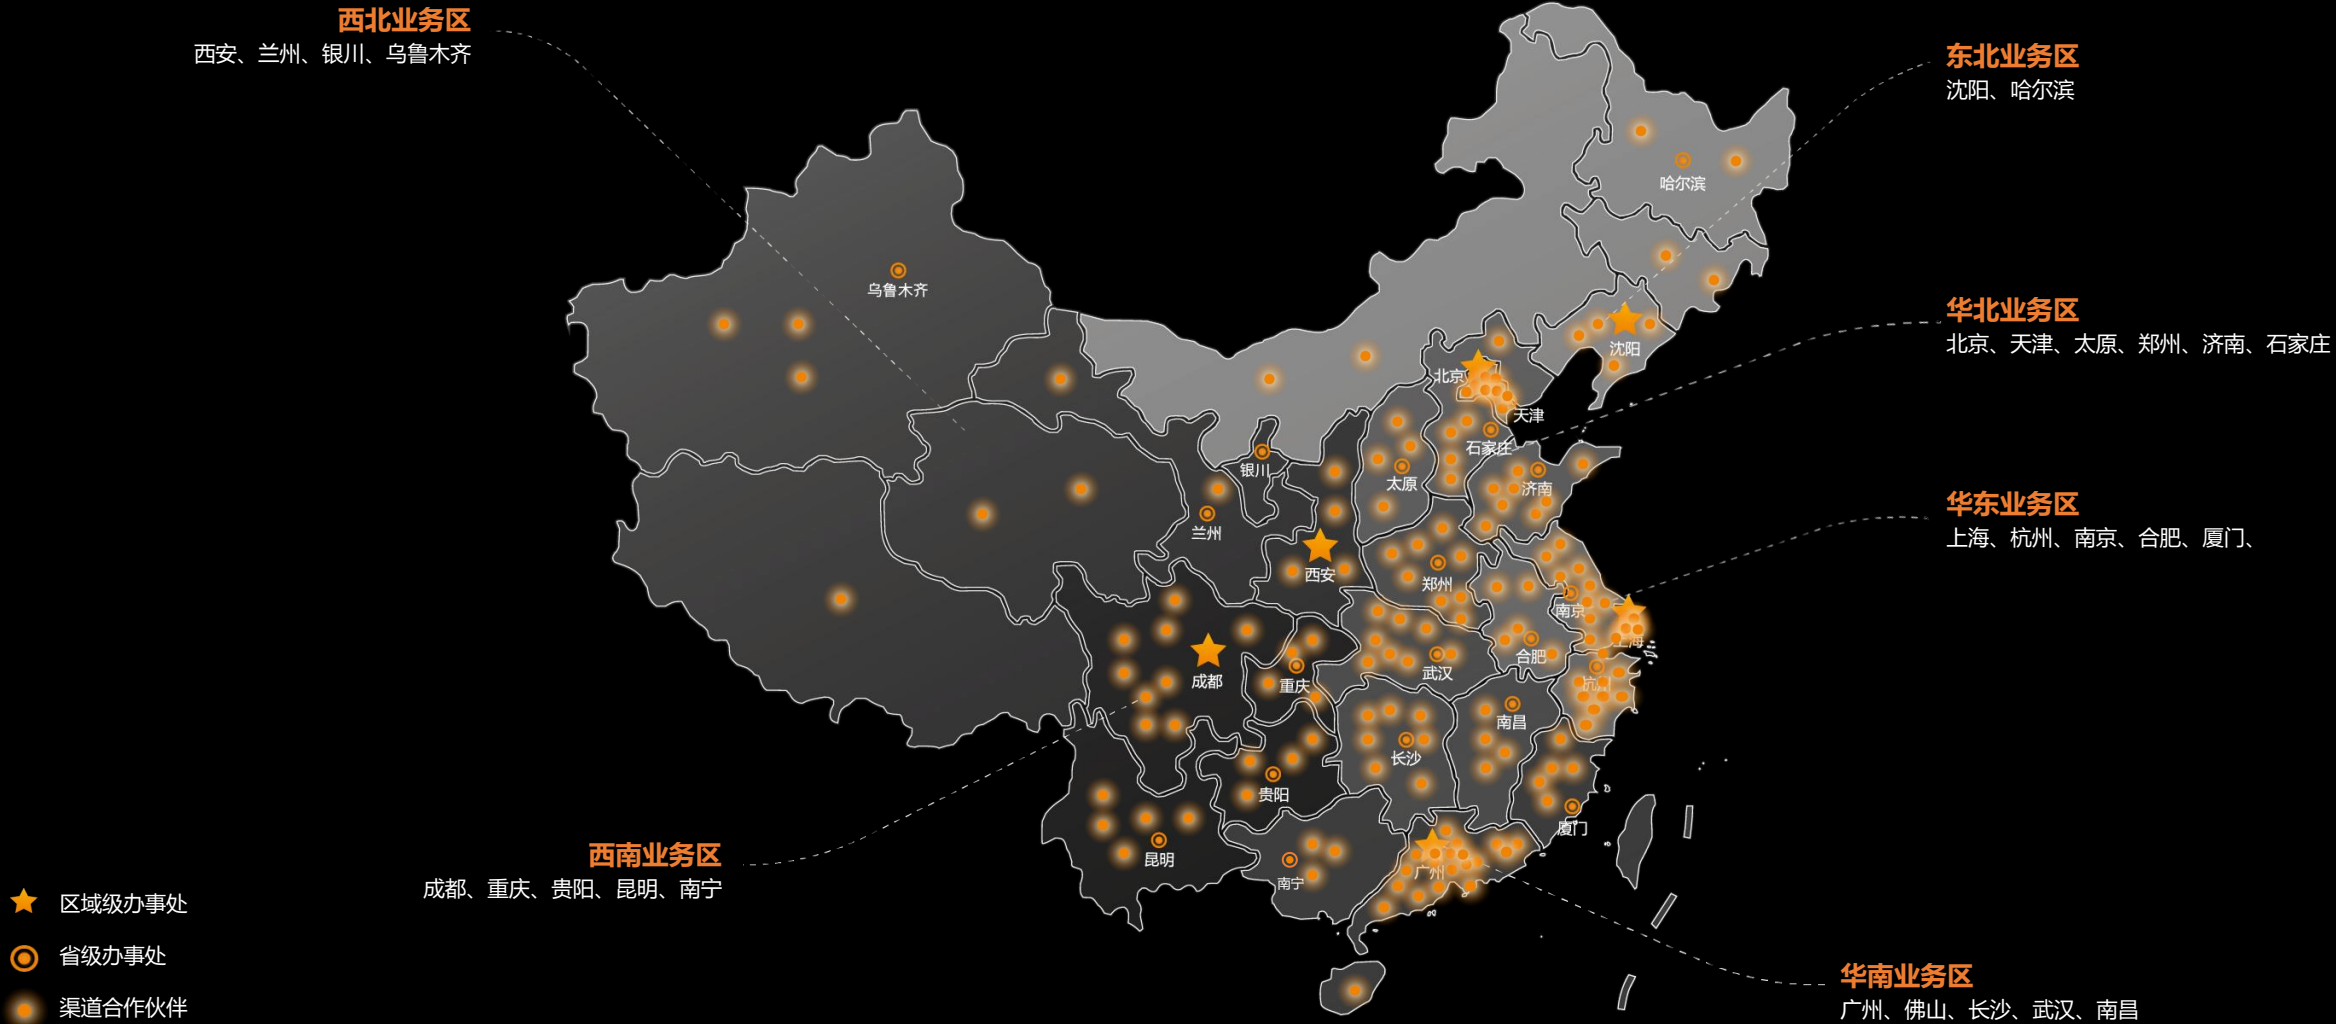 西北业务区
西安、兰州、银川、乌鲁木齐
东北业务区
沈阳、哈尔滨
哈尔滨
乌鲁木齐
华北业务区
北京、天津、太原、郑州、济南、石家庄
沈阳
北京
天津
石家庄
银川
太原
济南
华东业务区
上海、杭州、南京、合肥、厦门、
兰州
西安
郑州
南京
上海
合肥
武汉
成都
重庆
杭州
南昌
长沙
贵阳
厦门
西南业务区
成都、重庆、贵阳、昆明、南宁
昆明
南宁
广州
区域级办事处
省级办事处
渠道合作伙伴
华南业务区
广州、佛山、长沙、武汉、南昌